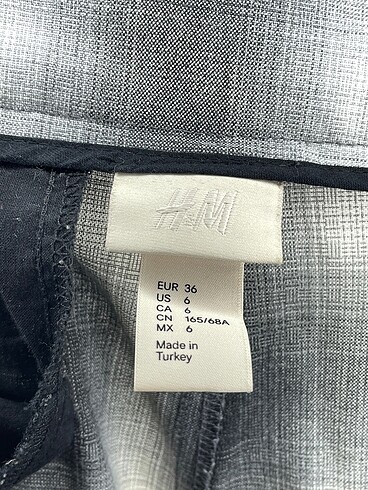 H&M
EUR 36
US 6
CA 6
CN 165/68A
MX 6
Made in
Turkey